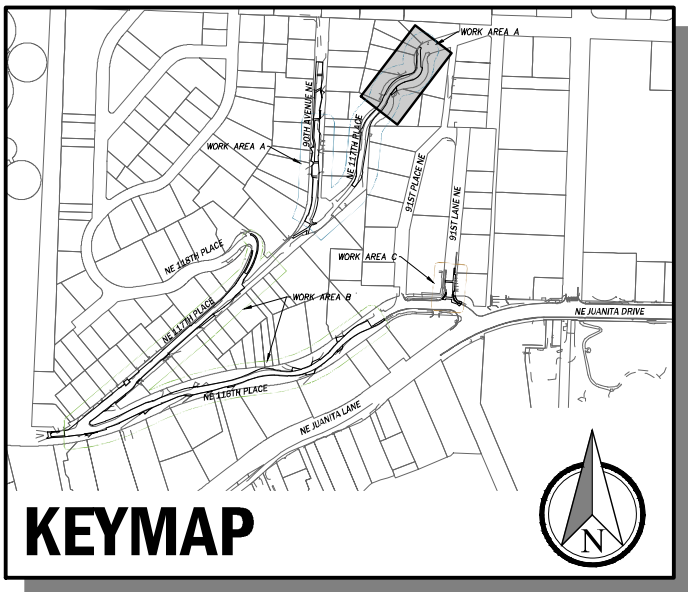 WORK AREA A
90TH AVENUE NE
WORK AREA A
NE 117TH PLACE
91ST PLACE NE
91ST LANE NE
NE 118TH PLACE
WORK AREA C
WORK AREA B
NE 117TH PLACE
NE JUANITA DRIVE
NE 116TH PLACE
NE JUANITA LANE
KEYMAP
N